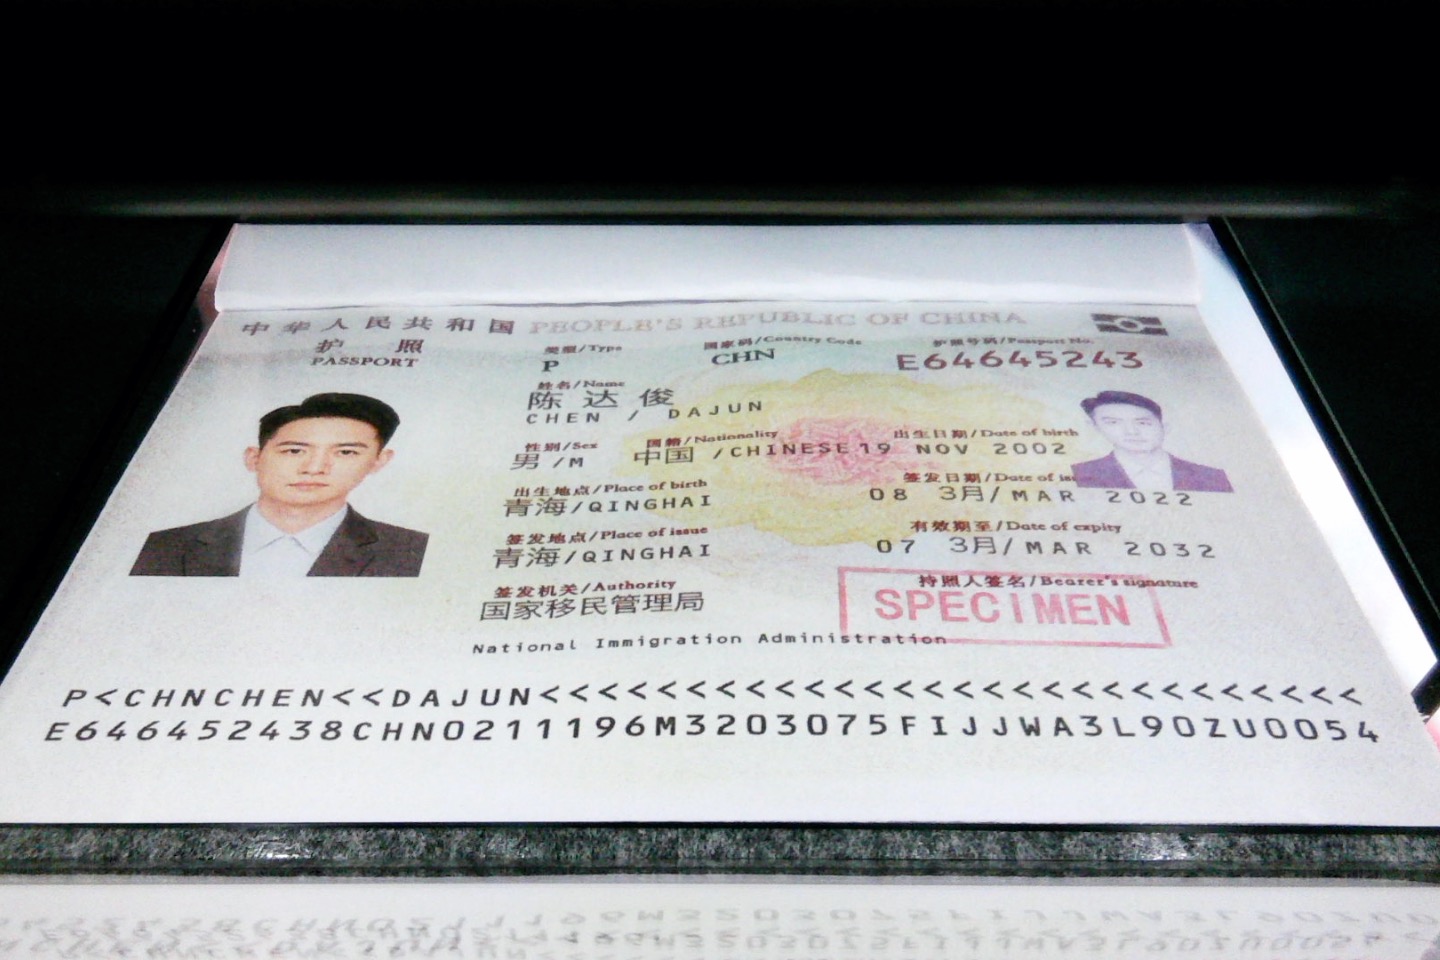 中华人民共和国 PEOPLE'S REPUBLIC OF CHINA
护 照
PASSPORT
类型/Type
P
国家码/Country Code
CHN
护照号码/Passport No.
E64645243
姓名/Name
陈 达 俊
CHEN / DAJUN
性别/Sex
男/M
国籍/Nationality
中国/CHINESE
出生日期/Date of birth
19 NOV 2002
出生地点/Place of birth
青海/QINGHAI
签发日期/Date of
08 3月/MAR 2022
签发地点/Place of issue
青海/QINGHAI
有效期至/Date of expiry
07 3月/MAR 2032
签发机关/Authority
国家移民管理局
National Immigration Administration
持照人签名/Bearer's signature
SPECIMEN
P<CHNCHEN<<DAJUN<<<<<<<<<<<<<<<<<<<<<<<<<<<<
E646452438CHN0211196M3203075FIJJWA3L90ZU0054